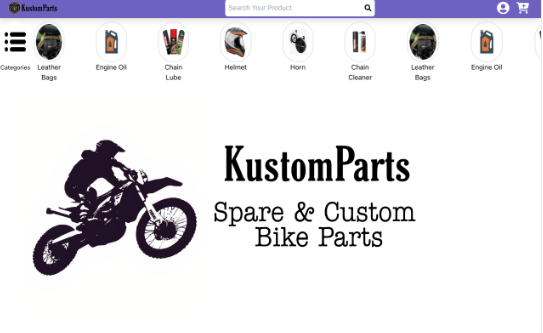 KustomParts
Search Your Product
Categories
Leather
Bags
Engine Oil
Chain
Lube
Helmet
Horn
Chain
Cleaner
Leather
Bags
Engine Oil
KustomParts
Spare & Custom
Bike Parts